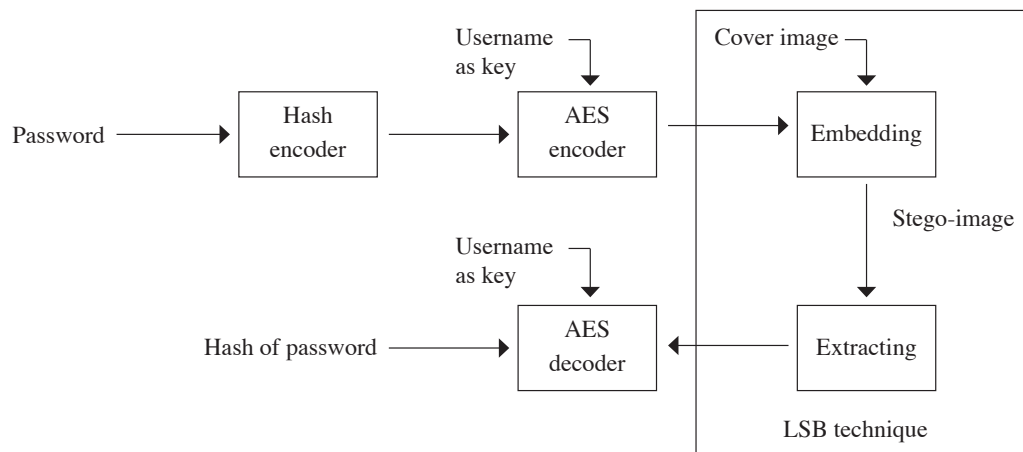 Username
as key
Cover image
Password
Hash
encoder
AES
encoder
Embedding
Stego-image
Username
as key
Hash of password
AES
decoder
Extracting
LSB technique